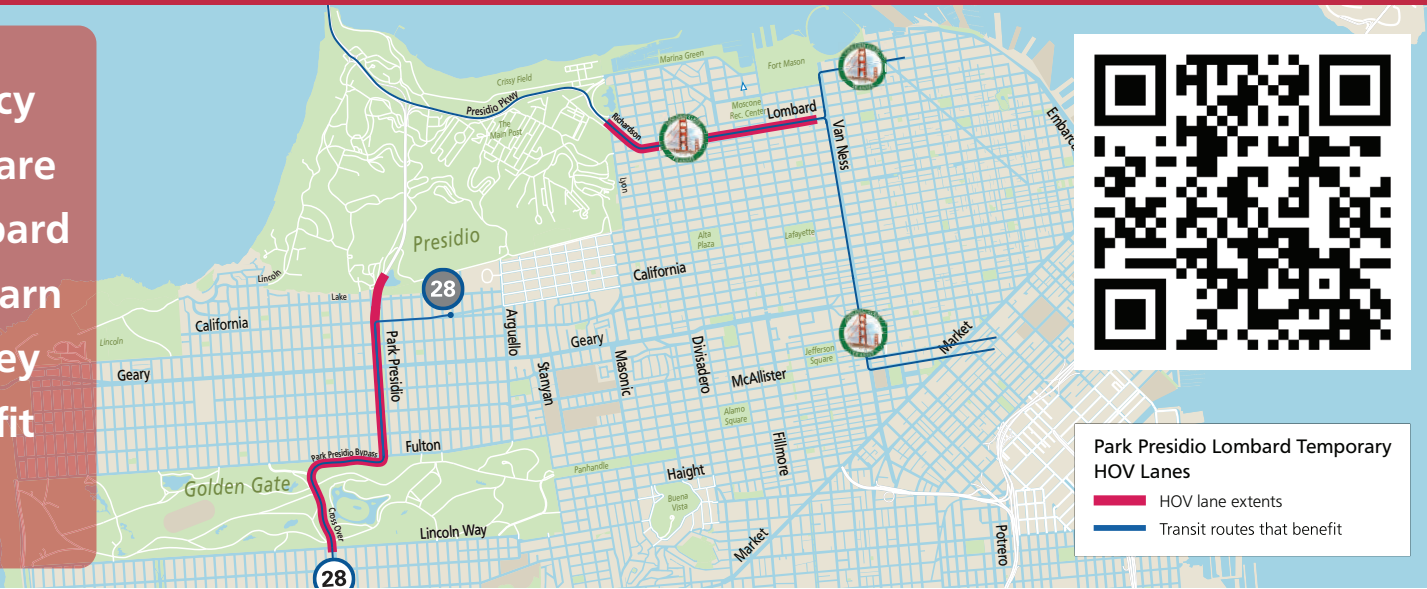 cy
are
bard
arn
ey
fit
Marina Green
Fort Mason
Crissy Field
Presidio Pkwy
The
Main Post
Richardson
Moscone
Rec. Center
Lombard
Van Ness
Lyon
Presidio
Alta
Plaza
Lafayette
California
Lincoln
Lake
28
California
Lincoln
Geary
Park Presidio
Arguello
Geary
Stanyan
Masonic
Divisadero
McAllister
Jefferson
Square
Market
Alamo
Square
Fillmore
Park Presidio Bypass
Fulton
Golden Gate
Panhandle
Haight
Buena
Vista
Cross Over
Lincoln Way
Market
Potrero
28
Park Presidio Lombard Temporary
HOV Lanes
HOV lane extents
Transit routes that benefit